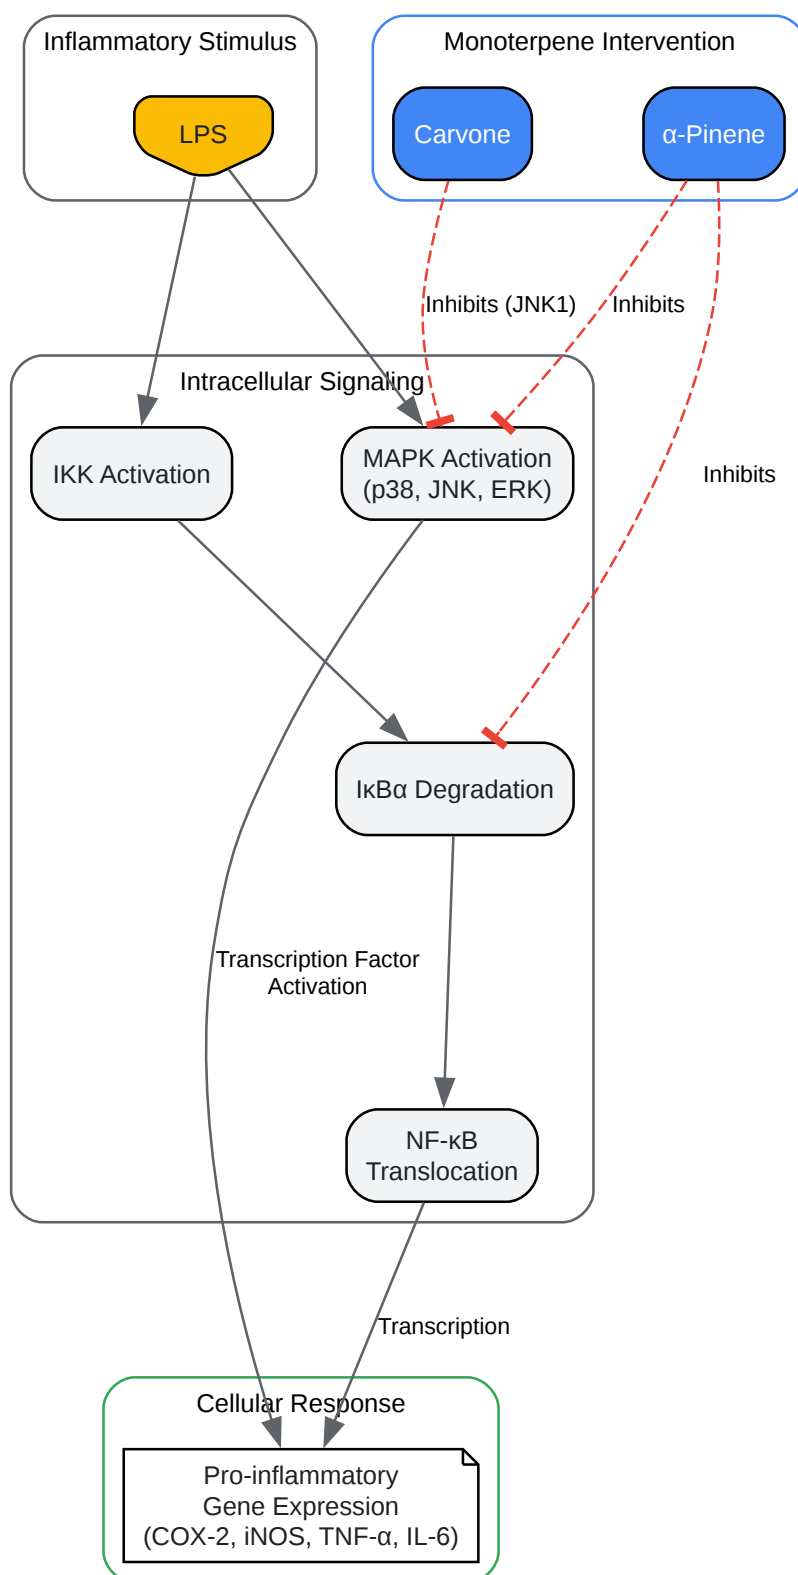 Inflammatory Stimulus
Monoterpene Intervention
LPS
Carvone
α-Pinene
Inhibits (JNK1)
Inhibits
Intracellular Signaling
IKK Activation
MAPK Activation
(p38, JNK, ERK)
Inhibits
IκBα Degradation
Transcription Factor
Activation
NF-κB
Translocation
Transcription
Cellular Response
Pro-inflammatory
Gene Expression
(COX-2, iNOS, TNF-α, IL-6)